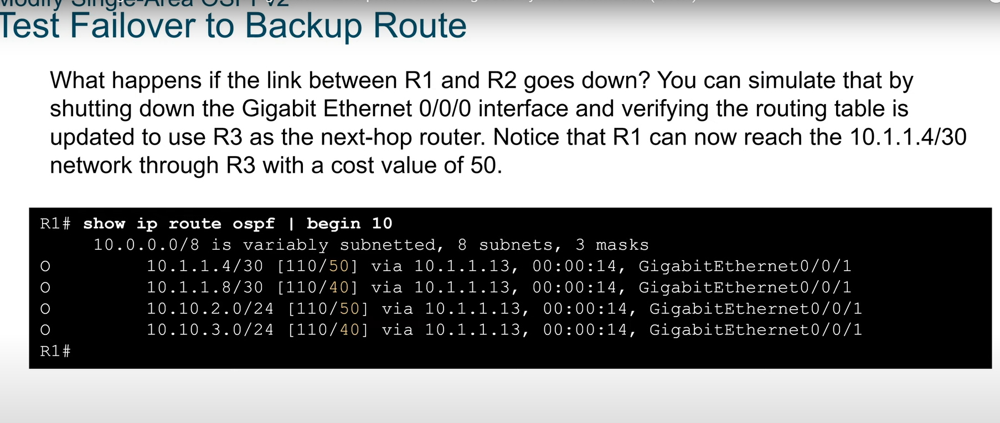 Modify Single-Area OSPFv2
Test Failover to Backup Route
What happens if the link between R1 and R2 goes down? You can simulate that by
shutting down the Gigabit Ethernet 0/0/0 interface and verifying the routing table is
updated to use R3 as the next-hop router. Notice that R1 can now reach the 10.1.1.4/30
network through R3 with a cost value of 50.
R1# show ip route ospf | begin 10
10.0.0.0/8 is variably subnetted, 8 subnets, 3 masks
O 10.1.1.4/30 [110/50] via 10.1.1.13, 00:00:14, GigabitEthernet0/0/1
O 10.1.1.8/30 [110/40] via 10.1.1.13, 00:00:14, GigabitEthernet0/0/1
O 10.10.2.0/24 [110/50] via 10.1.1.13, 00:00:14, GigabitEthernet0/0/1
O 10.10.3.0/24 [110/40] via 10.1.1.13, 00:00:14, GigabitEthernet0/0/1
R1#